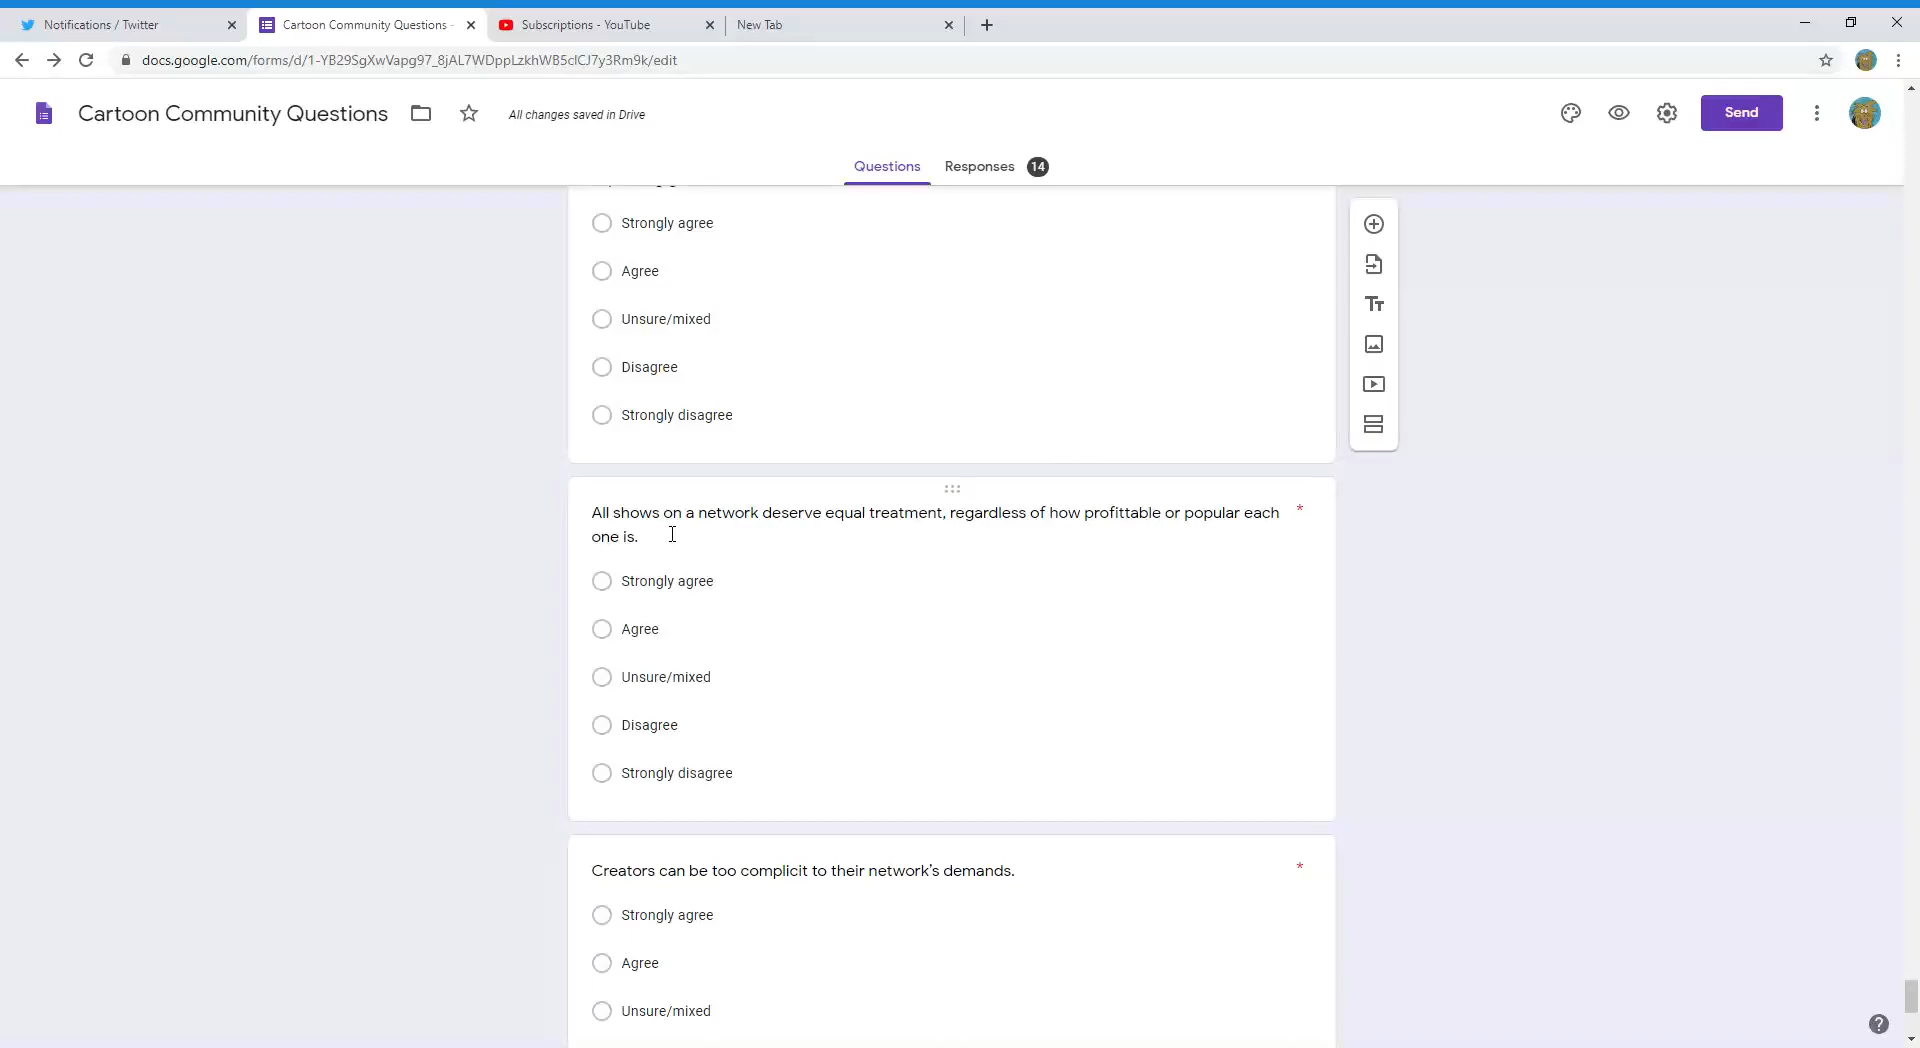 Notifications / Twitter
Cartoon Community Questions -
Subscriptions - YouTube
New Tab
docs.google.com/forms/d/1-YB29SgXwVapg97_8jAL7WDppLzkhWB5clCJ7y3Rm9k/edit
Cartoon Community Questions
All changes saved in Drive
Send
Questions
Responses 14
Strongly agree
Agree
Unsure/mixed
Disagree
Strongly disagree
Tr
All shows on a network deserve equal treatment, regardless of how profittable or popular each *
one is.
Strongly agree
Agree
Unsure/mixed
Disagree
Strongly disagree
Creators can be too complicit to their network's demands. *
Strongly agree
Agree
Unsure/mixed